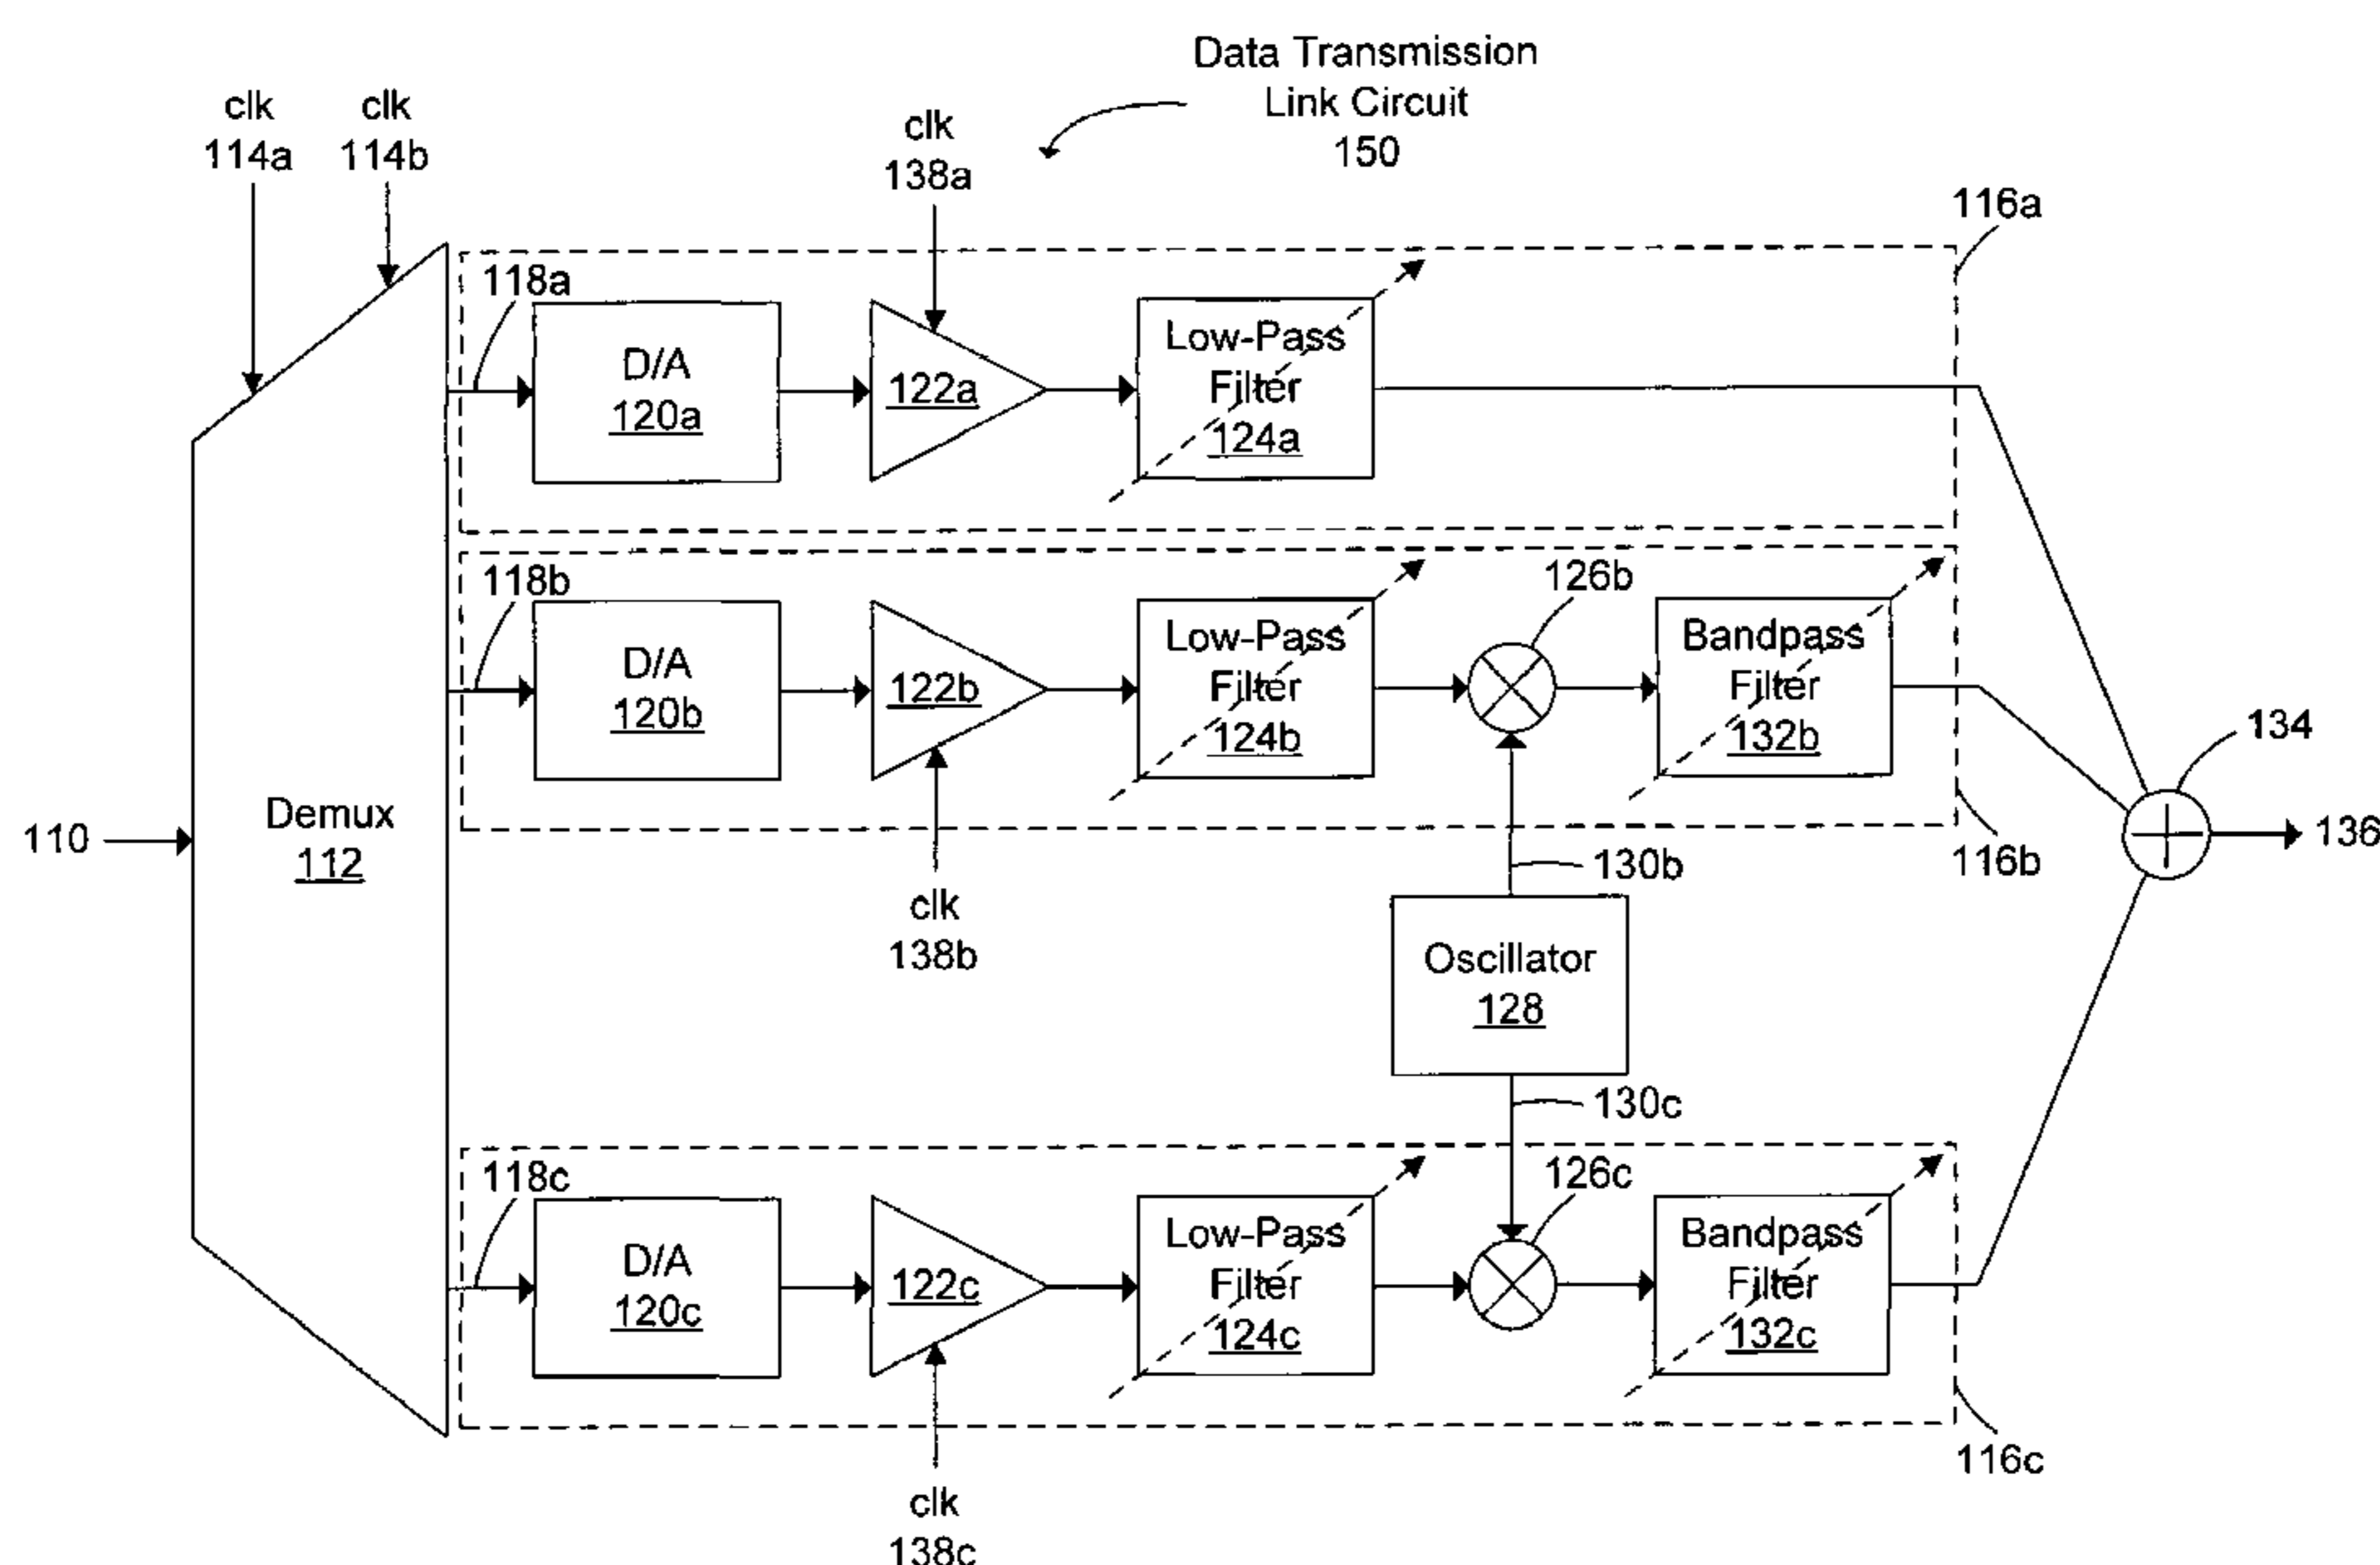 Data Transmission
Link Circuit
150
clk
114a
clk
114b
clk
138a
116a
118a
D/A
120a
122a
Low-Pass
Filter
124a
118b
D/A
120b
122b
Low-Pass
Filter
124b
126b
Bandpass
Filter
132b
134
110
Demux
112
136
clk
138b
130b
116b
Oscillator
128
130c
118c
D/A
120c
122c
Low-Pass
Filter
124c
126c
Bandpass
Filter
132c
116c
clk
138c